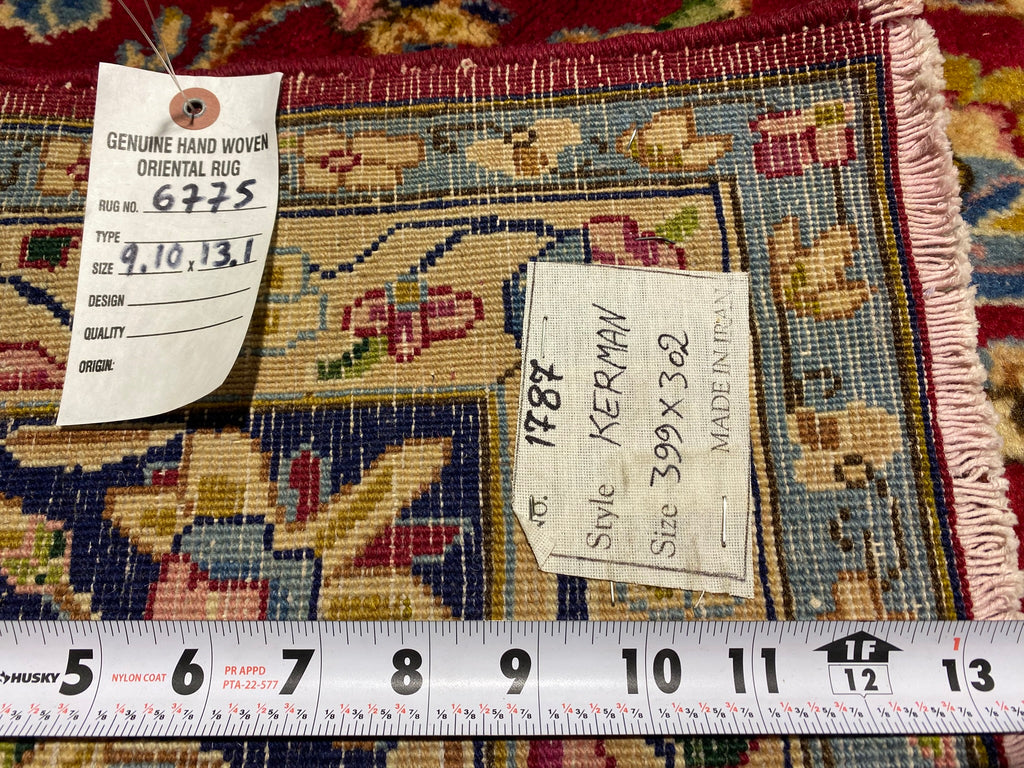 GENUINE HAND WOVEN
ORIENTAL RUG
RUG NO. 6775
TYPE
SIZE 9.10 x 13.1
DESIGN
QUALITY
ORIGIN:
1787
Style KERMAN
Size 399 X 302
MADE IN IRAN
HUSKY 5 NYLON COAT 6 PR APPD PTA-22-577 7 8 9 10 11 1F 12 1 13